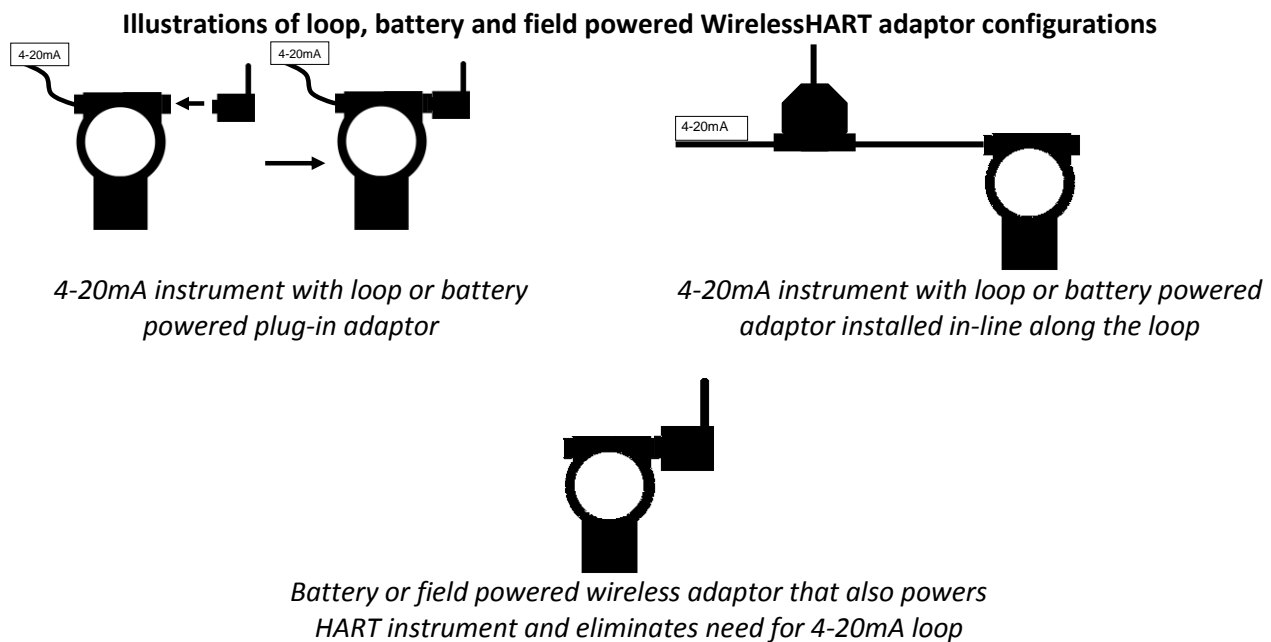 Illustrations of loop, battery and field powered WirelessHART adaptor configurations
4-20mA
4-20mA
4-20mA
4-20mA instrument with loop or battery
powered plug-in adaptor
4-20mA instrument with loop or battery powered
adaptor installed in-line along the loop
Battery or field powered wireless adaptor that also powers
HART instrument and eliminates need for 4-20mA loop